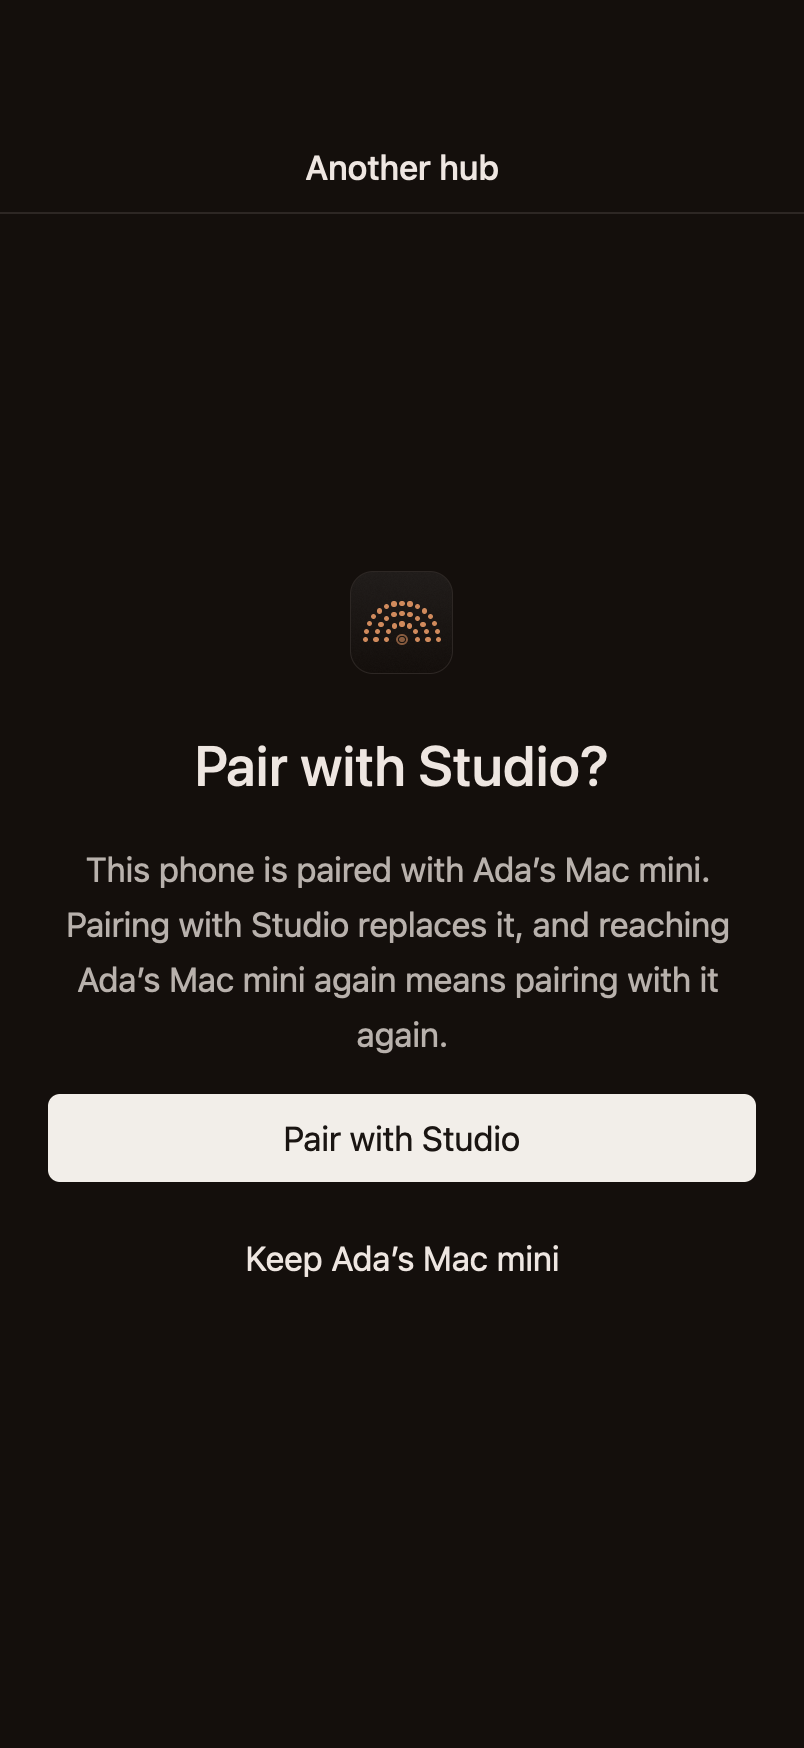 Another hub
Pair with Studio?
This phone is paired with Ada’s Mac mini.
Pairing with Studio replaces it, and reaching
Ada’s Mac mini again means pairing with it
again.
Pair with Studio
Keep Ada’s Mac mini